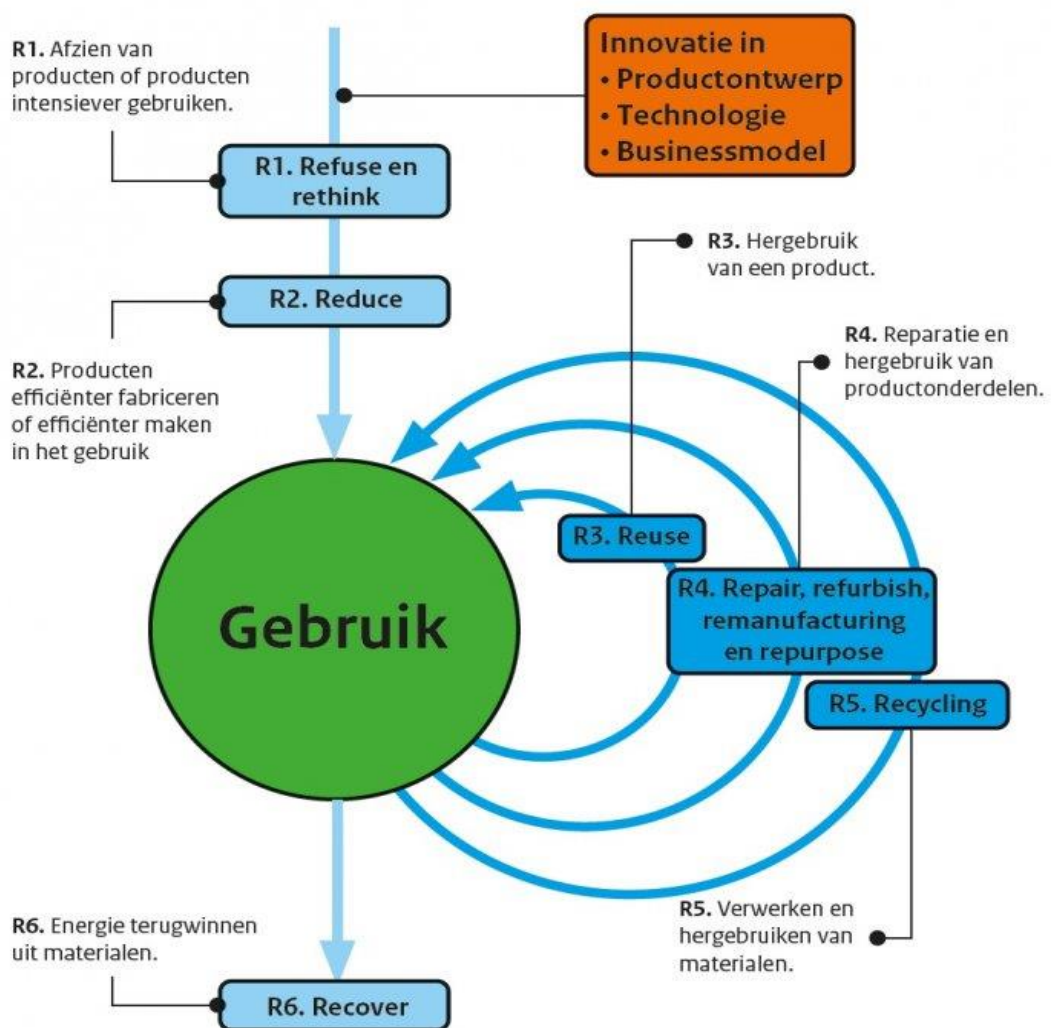 R1. Afzien van
producten of producten
intensiever gebruiken.
Innovatie in
• Productontwerp
• Technologie
• Businessmodel
R1. Refuse en
rethink
R3. Hergebruik
van een product.
R2. Reduce
R4. Reparatie en
hergebruik van
productonderdelen.
R2. Producten
efficiënter fabriceren
of efficiënter maken
in het gebruik
R3. Reuse
R4. Repair, refurbish,
remanufacturing
en repurpose
Gebruik
R5. Recycling
R5. Verwerken en
hergebruiken van
materialen.
R6. Energie terugwinnen
uit materialen.
R6. Recover